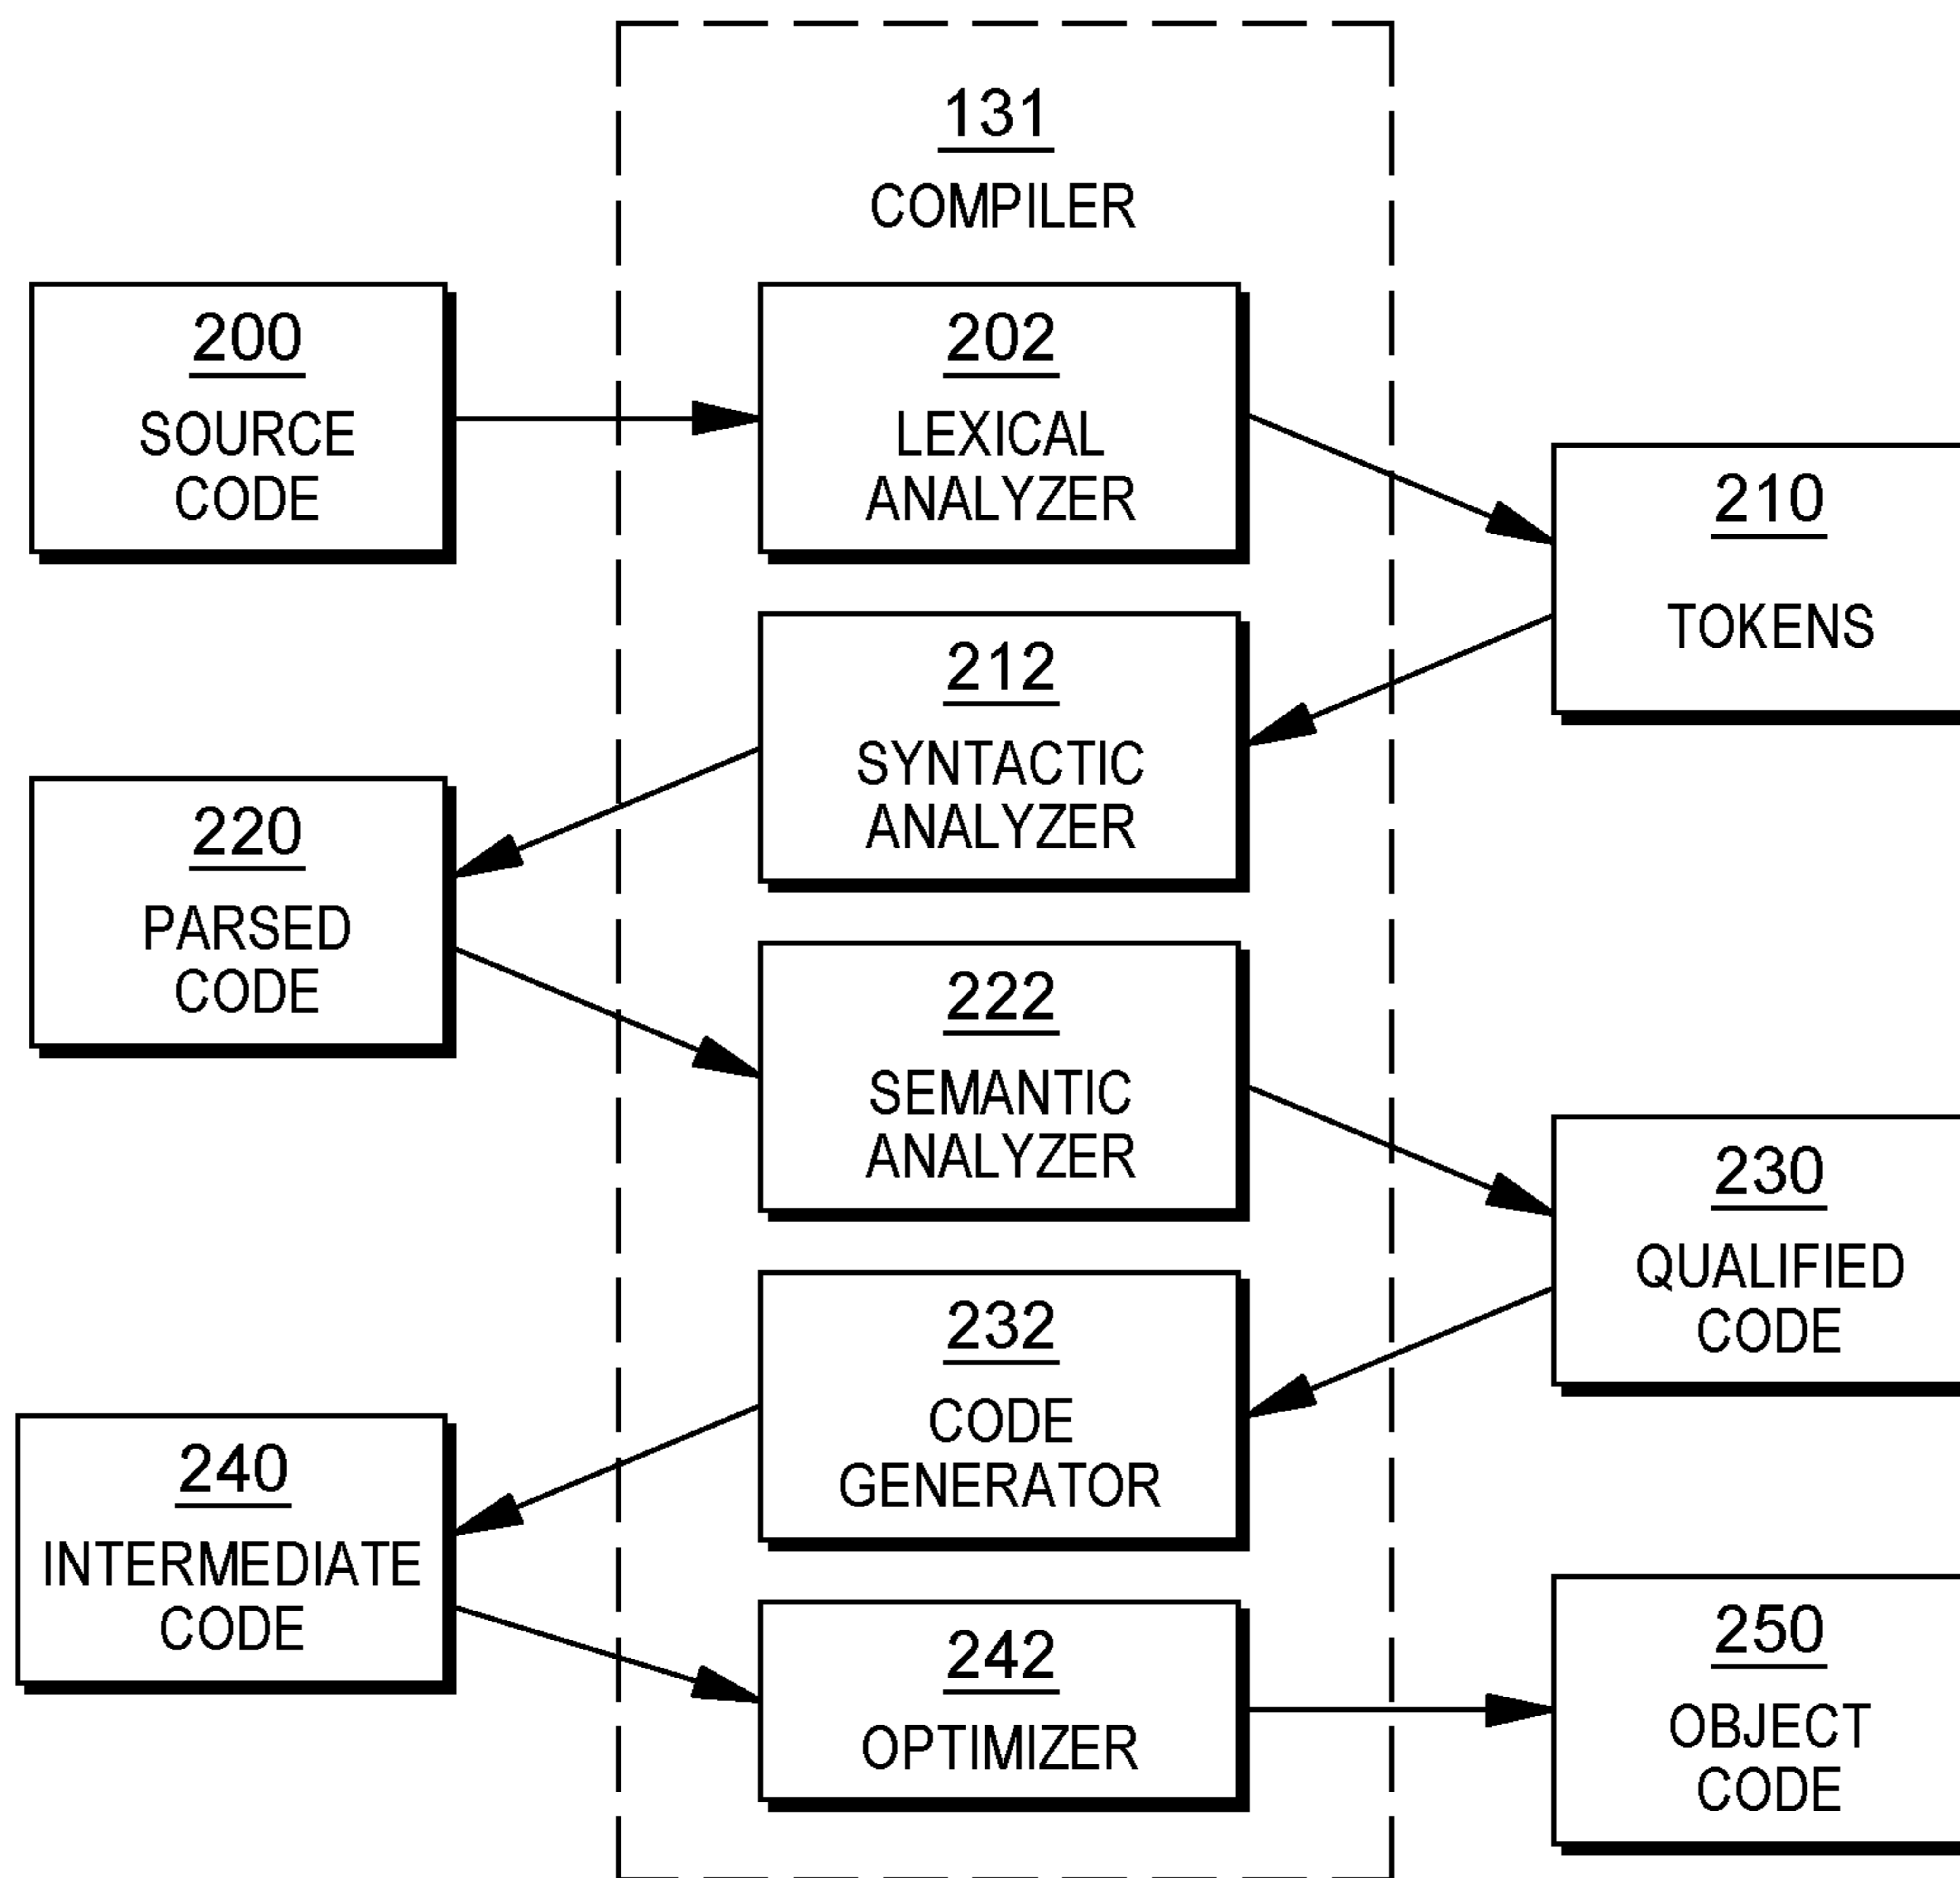 131
COMPILER
200
SOURCE
CODE
202
LEXICAL
ANALYZER
210
TOKENS
212
SYNTACTIC
ANALYZER
220
PARSED
CODE
222
SEMANTIC
ANALYZER
230
QUALIFIED
CODE
232
CODE
GENERATOR
240
INTERMEDIATE
CODE
242
OPTIMIZER
250
OBJECT
CODE